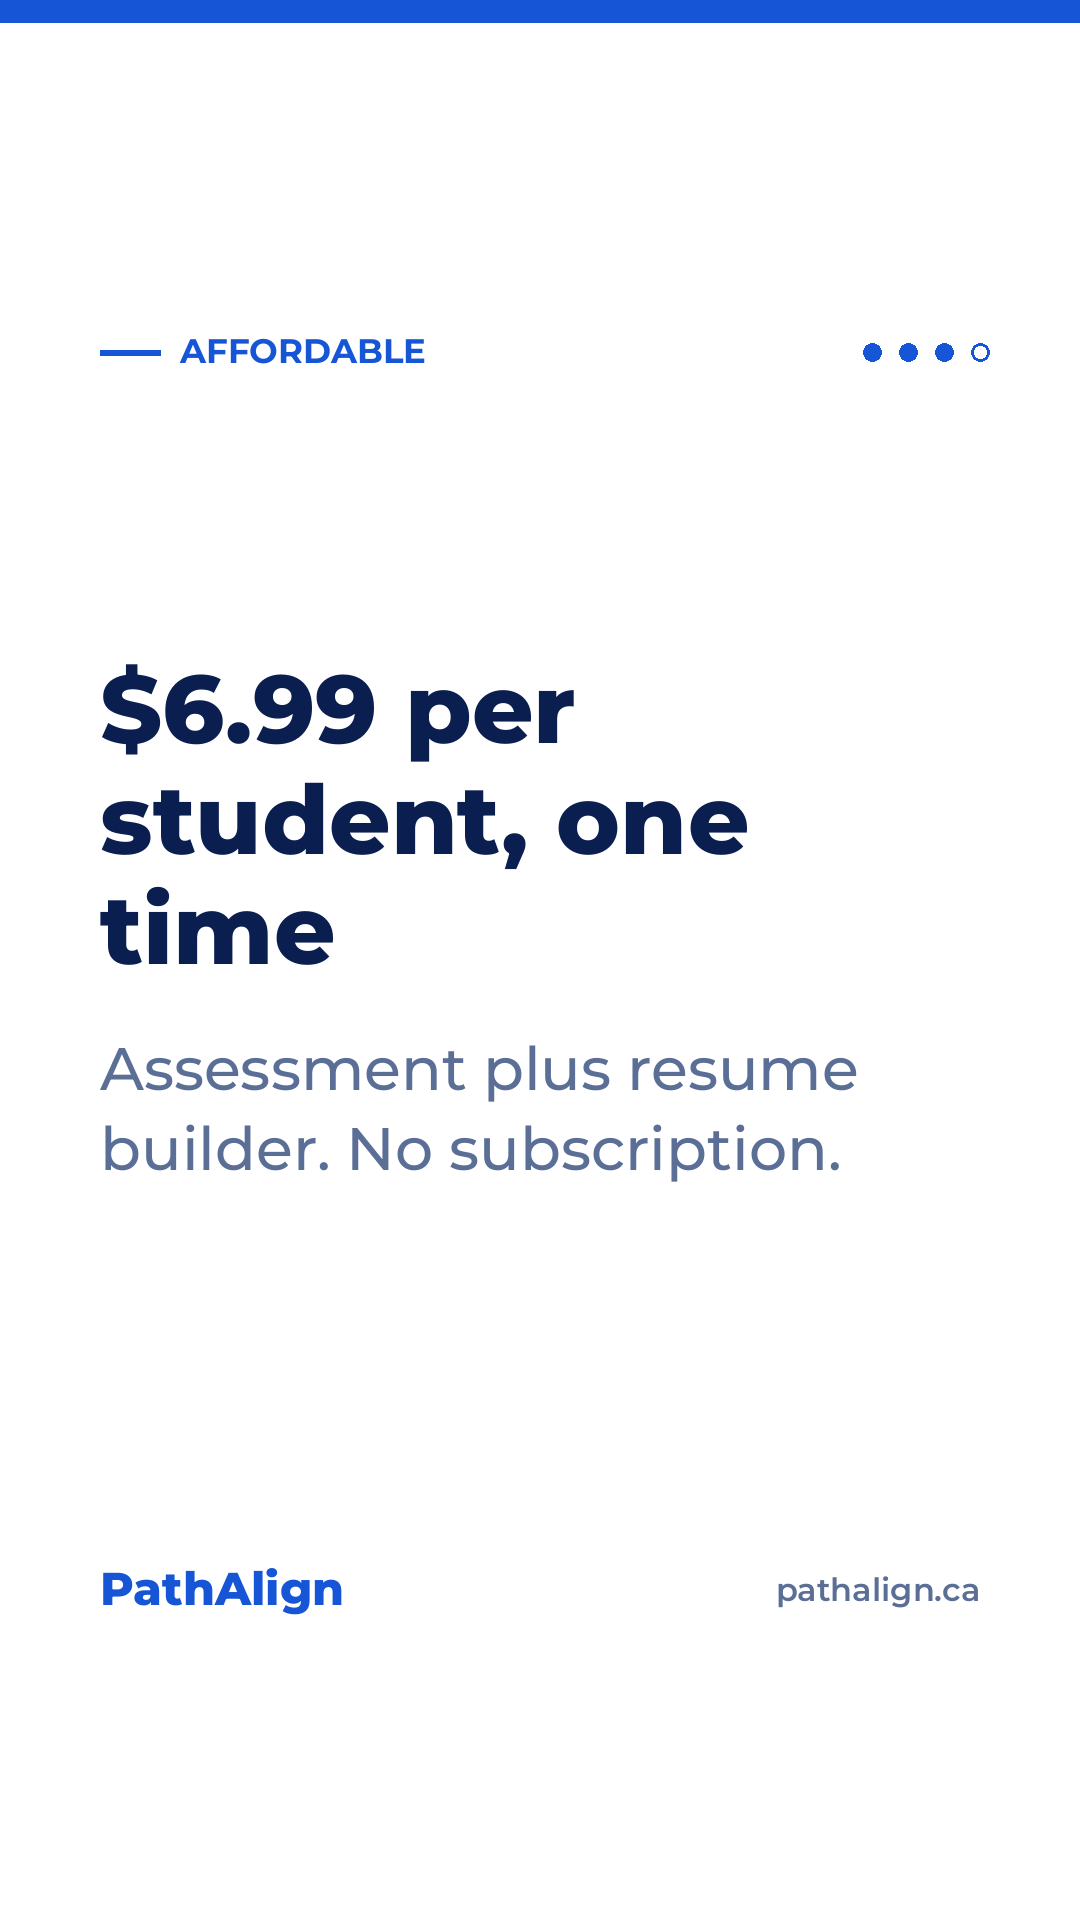 AFFORDABLE
$6.99 per
student, one
time
Assessment plus resume
builder. No subscription.
PathAlign
pathalign.ca